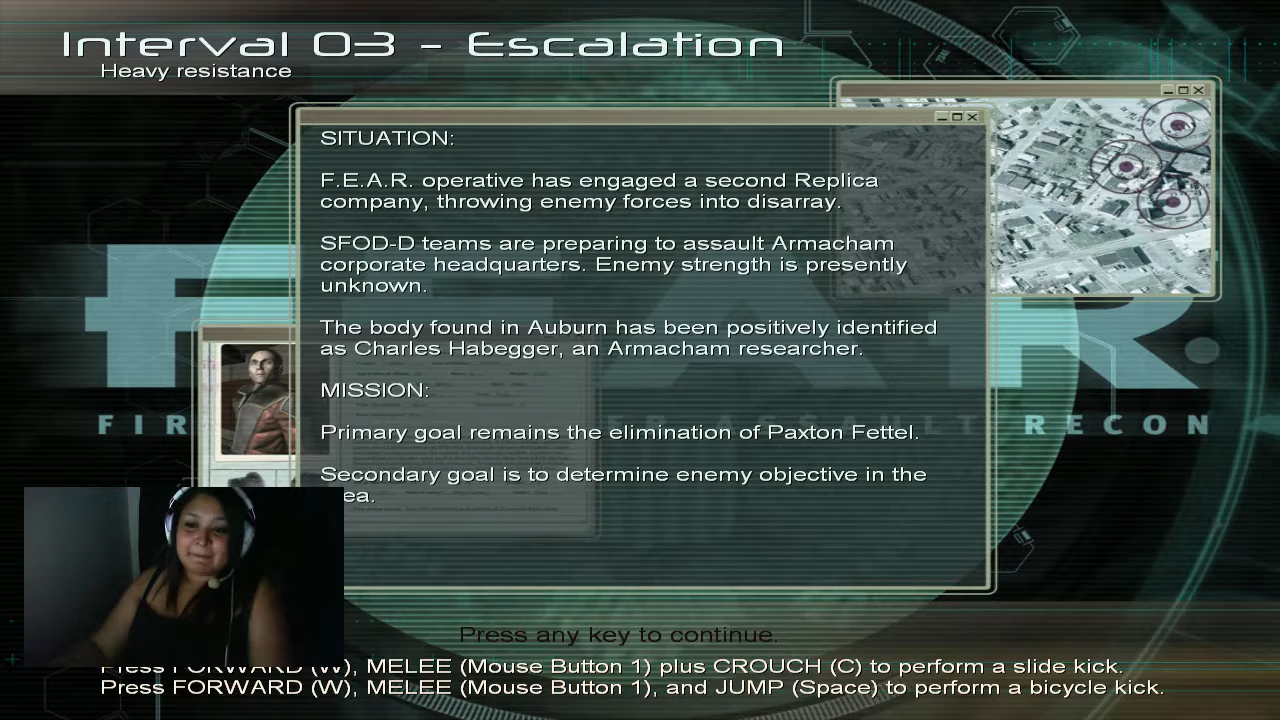 Interval 03 - Escalation
Heavy resistance
SITUATION:
F.E.A.R. operative has engaged a second Replica
company, throwing enemy forces into disarray.
SFOD-D teams are preparing to assault Armacham
corporate headquarters. Enemy strength is presently
unknown.
The body found in Auburn has been positively identified
as Charles Habegger, an Armacham researcher.
MISSION:
Primary goal remains the elimination of Paxton Fettel.
Secondary goal is to determine enemy objective in the
ea.
RECON
Press any key to continue.
Press FORWARD (W), MELEE (Mouse Button 1) plus CROUCH (C) to perform a slide kick.
Press FORWARD (W), MELEE (Mouse Button 1), and JUMP (Space) to perform a bicycle kick.